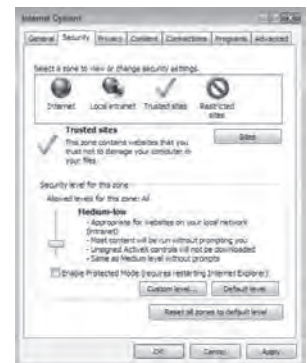 Internet Options
General Security Privacy Content Connections Programs Advanced
Select a zone to view or change security settings.
Internet Local intranet Trusted sites Restricted sites
Trusted sites
Sites
This zone contains websites that you
trust not to damage your computer or
your files.
Security level for this zone
Allowed levels for this zone: All
Medium-low
- Appropriate for websites on your local network
(intranet)
- Most content will be run without prompting you
- Unsigned ActiveX controls will not be downloaded
- Same as Medium level without prompts
Enable Protected Mode (requires restarting Internet Explorer)
Custom level... Default level
Reset all zones to default level
OK Cancel Apply